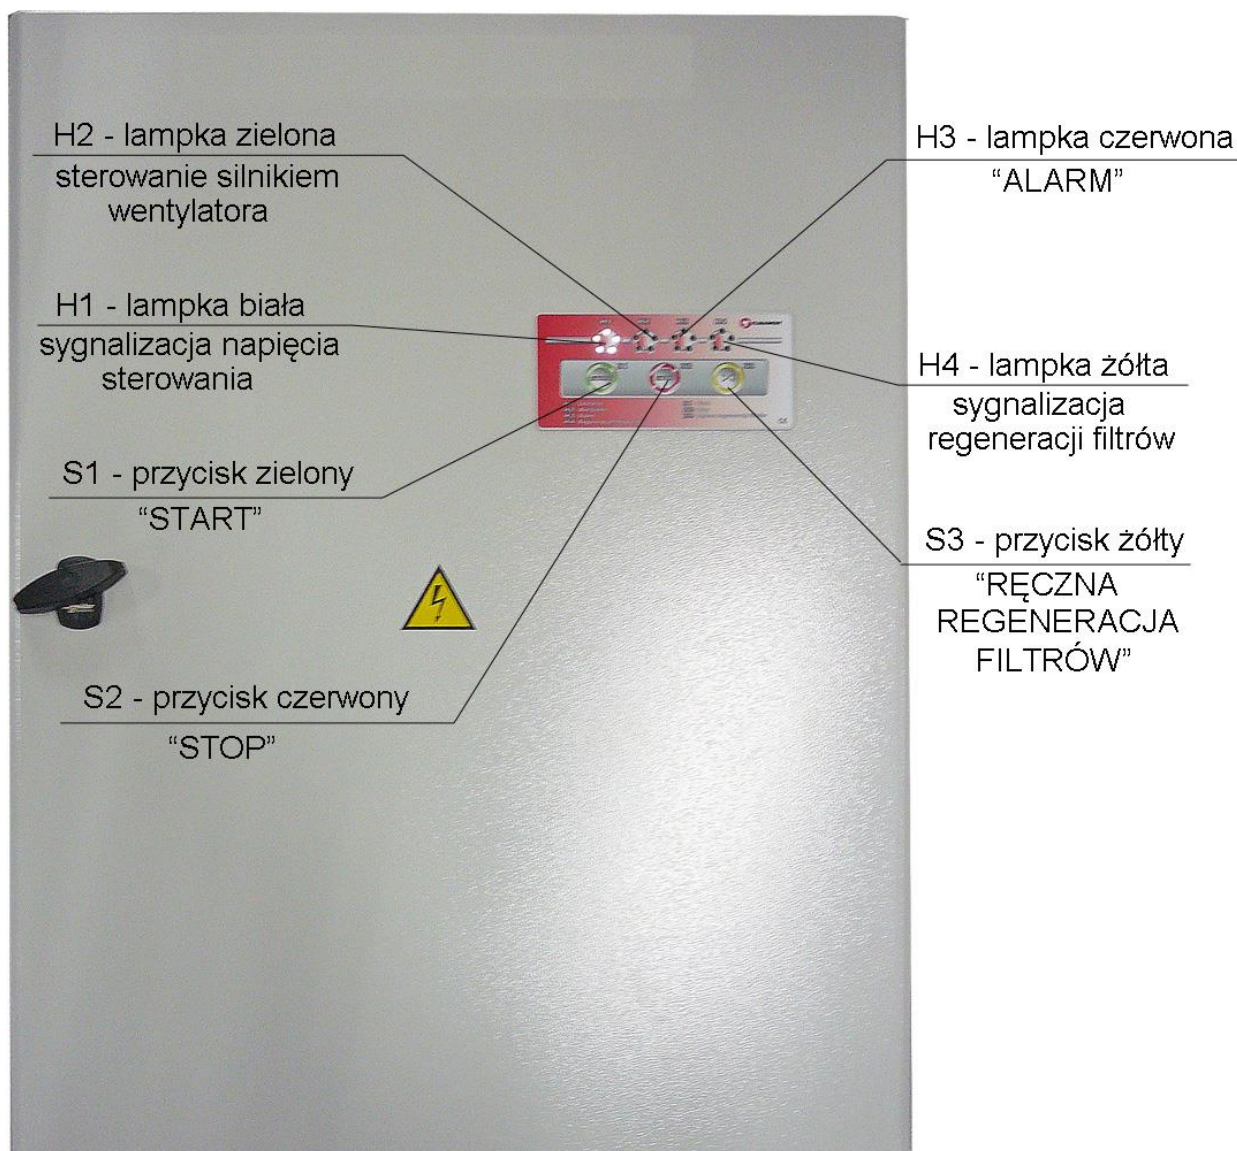 H2 - lampka zielona
sterowanie silnikiem
wentylatora
H1 - lampka biała
sygnalizacja napięcia
sterowania
S1 - przycisk zielony
“START”
S2 - przycisk czerwony
“STOP”
H3 - lampka czerwona
“ALARM”
H4 - lampka żółta
sygnalizacja
regeneracji filtrów
S3 - przycisk żółty
“RĘCZNA
REGENERACJA
FILTRÓW”